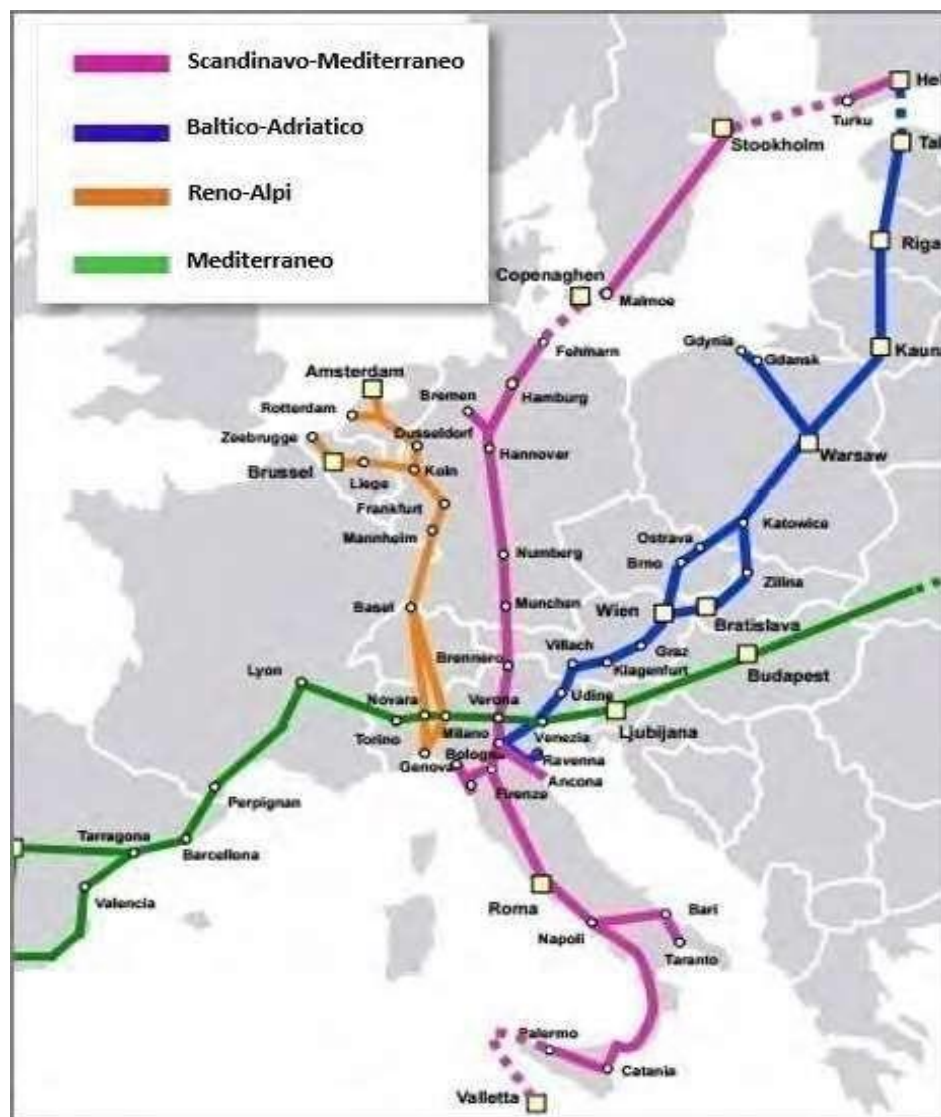 Scandinavo-Mediterraneo
Baltico-Adriatico
Reno-Alpi
Mediterraneo
Hel
Turku
Stookholm
Tal
Riga
Copenaghen
Malmoe
Fehmarn
Gdynia
Gdansk
Kauna
Amsterdam
Rotterdam
Bremen
Hamburg
Zeebrugge
Dusseldorf
Hannover
Warsaw
Brussel
Liege
Koln
Frankfurt
Mannheim
Katowice
Ostrava
Brno
Numberg
Zilina
Basel
Munchen
Wien
Bratislava
Villach
Graz
Klagenfurt
Brennero
Budapest
Lyon
Novara
Verona
Udine
Torino
Milano
Venezia
Ljubijana
Genova
Bologna
Ravenna
Ancona
Firenze
Perpignan
Tarragona
Barcellona
Valencia
Roma
Napoli
Bari
Taranto
Palermo
Catania
Valletta